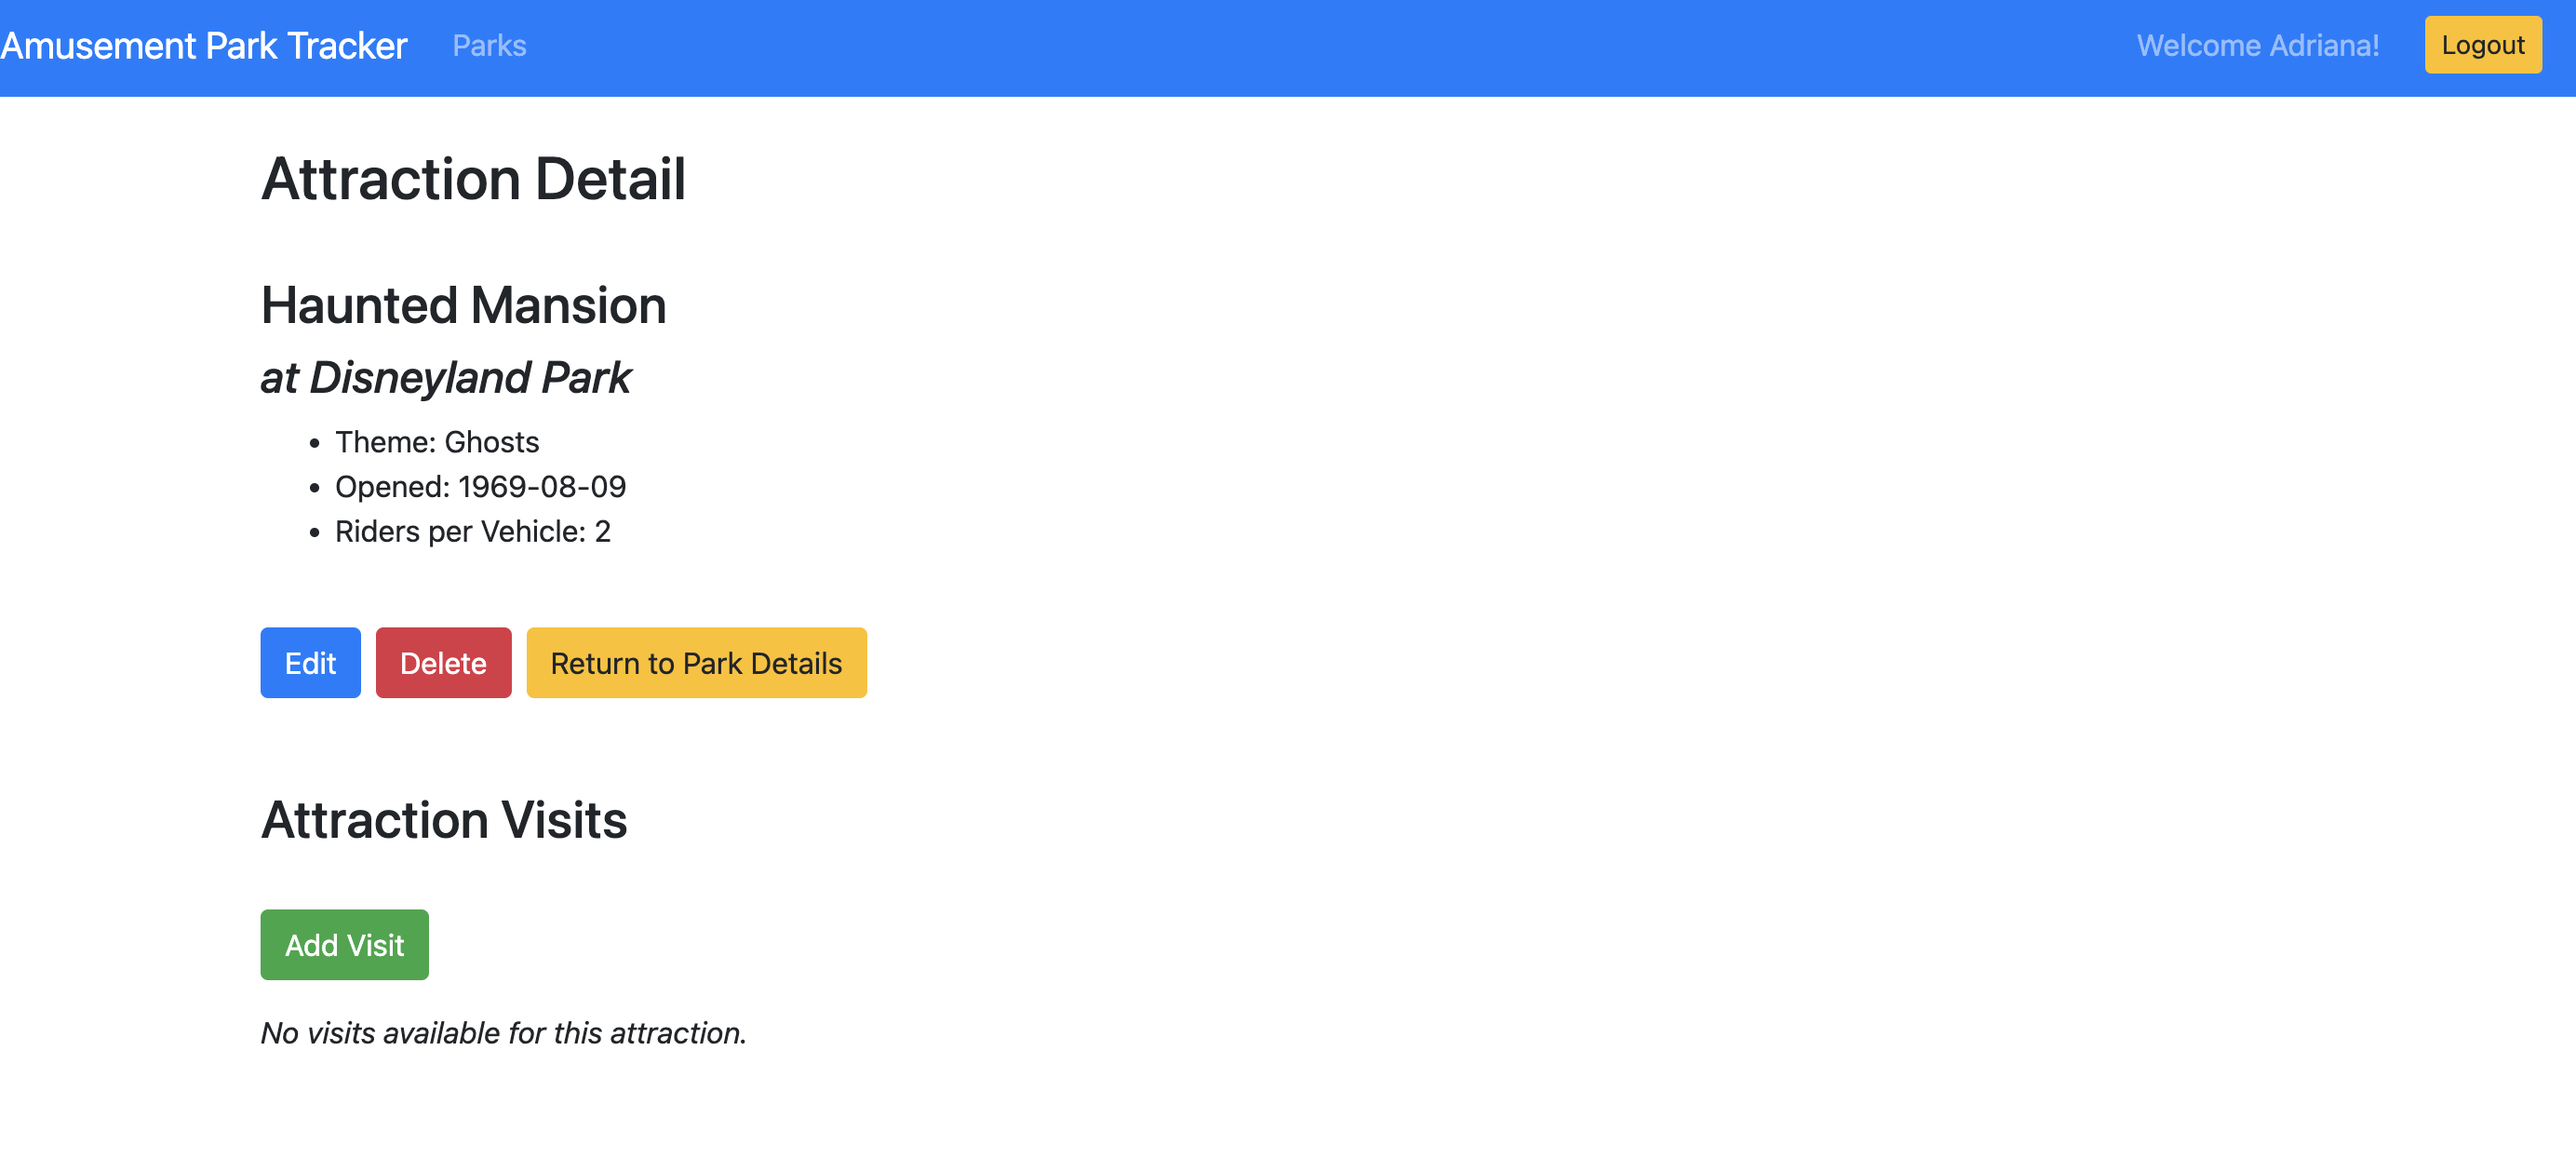 Amusement Park Tracker Parks Welcome Adriana! Logout
Attraction Detail
Haunted Mansion
at Disneyland Park
• Theme: Ghosts
• Opened: 1969-08-09
• Riders per Vehicle: 2
Edit Delete Return to Park Details
Attraction Visits
Add Visit
No visits available for this attraction.